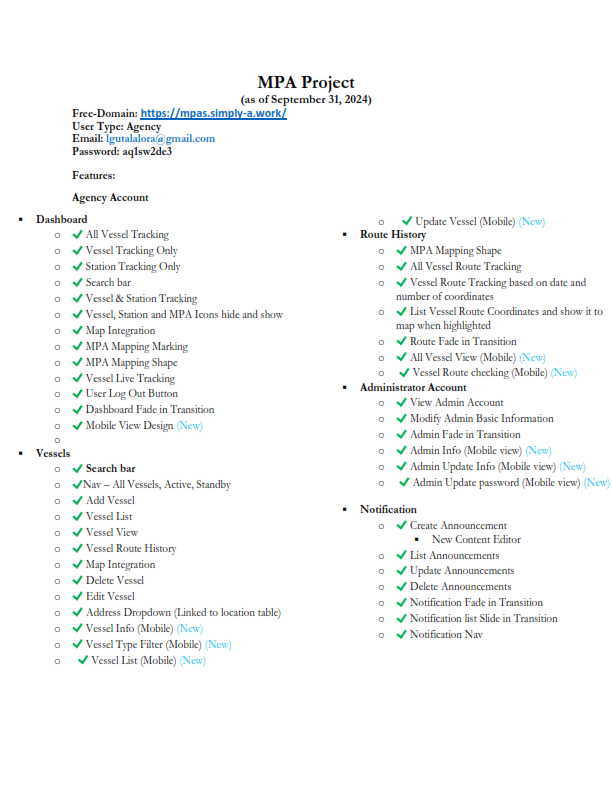 MPA Project
(as of September 31, 2024)
Free-Domain: https://mpas.simply-a.work/
User Type: Agency
Email: lgutalalora@gmail.com
Password: aq1sw2de3
Features:
Agency Account
▪ Dashboard
o ✔ All Vessel Tracking
o ✔ Vessel Tracking Only
o ✔ Station Tracking Only
o ✔ Search bar
o ✔ Vessel & Station Tracking
o ✔ Vessel, Station and MPA Icons hide and show
o ✔ Map Integration
o ✔ MPA Mapping Marking
o ✔ MPA Mapping Shape
o ✔ Vessel Live Tracking
o ✔ User Log Out Button
o ✔ Dashboard Fade in Transition
o ✔ Mobile View Design (New)
o
▪ Vessels
o ✔ Search bar
o ✔Nav – All Vessels, Active, Standby
o ✔ Add Vessel
o ✔ Vessel List
o ✔ Vessel View
o ✔ Vessel Route History
o ✔ Map Integration
o ✔ Delete Vessel
o ✔ Edit Vessel
o ✔ Address Dropdown (Linked to location table)
o ✔ Vessel Info (Mobile) (New)
o ✔ Vessel Type Filter (Mobile) (New)
o ✔ Vessel List (Mobile) (New)
o ✔ Update Vessel (Mobile) (New)
▪ Route History
o ✔ MPA Mapping Shape
o ✔ All Vessel Route Tracking
o ✔ Vessel Route Tracking based on date and
number of coordinates
o ✔ List Vessel Route Coordinates and show it to
map when highlighted
o ✔ Route Fade in Transition
o ✔ All Vessel View (Mobile) (New)
o ✔ Vessel Route checking (Mobile) (New)
▪ Administrator Account
o ✔ View Admin Account
o ✔ Modify Admin Basic Information
o ✔ Admin Fade in Transition
o ✔ Admin Info (Mobile view) (New)
o ✔ Admin Update Info (Mobile view) (New)
o ✔ Admin Update password (Mobile view) (New)
▪ Notification
o ✔ Create Announcement
▪ New Content Editor
o ✔ List Announcements
o ✔ Update Announcements
o ✔ Delete Announcements
o ✔ Notification Fade in Transition
o ✔ Notification list Slide in Transition
o ✔ Notification Nav